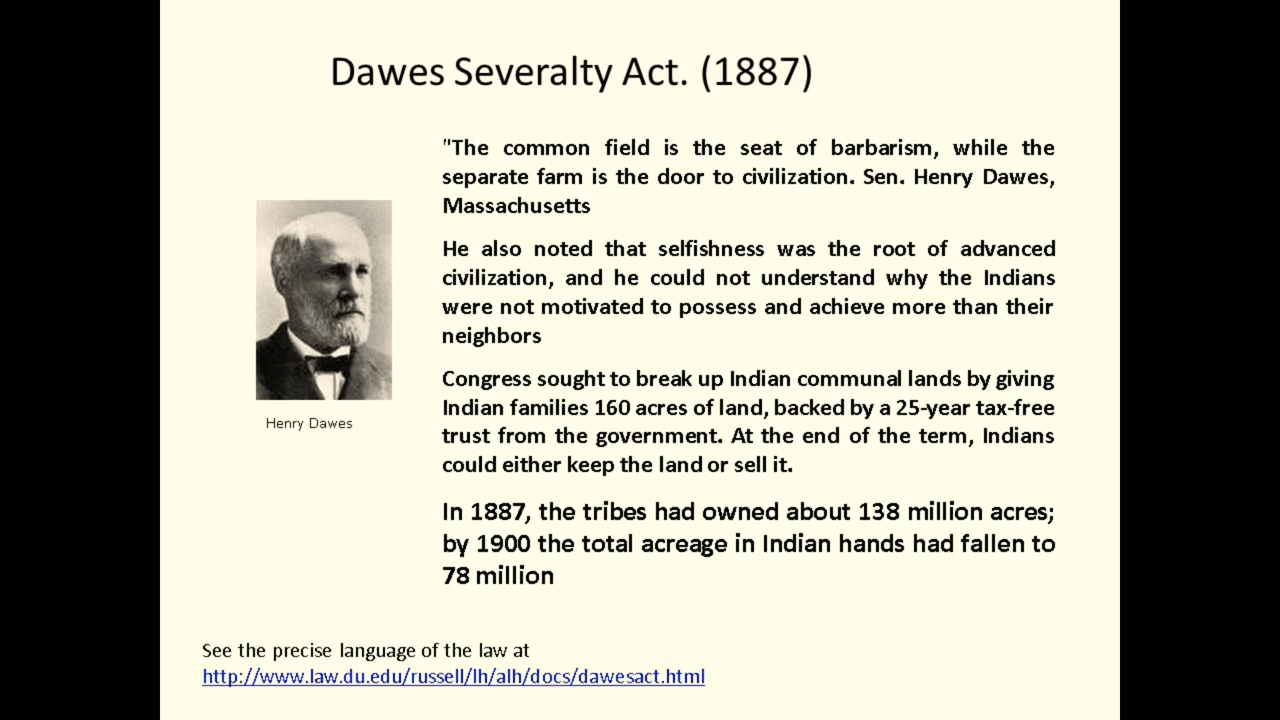 Dawes Severalty Act. (1887)
"The common field is the seat of barbarism, while the
separate farm is the door to civilization. Sen. Henry Dawes,
Massachusetts
He also noted that selfishness was the root of advanced
civilization, and he could not understand why the Indians
were not motivated to possess and achieve more than their
neighbors
Henry Dawes
Congress sought to break up Indian communal lands by giving
Indian families 160 acres of land, backed by a 25-year tax-free
trust from the government. At the end of the term, Indians
could either keep the land or sell it.
In 1887, the tribes had owned about 138 million acres;
by 1900 the total acreage in Indian hands had fallen to
78 million
See the precise language of the law at
http://www.law.du.edu/russell/lh/alh/docs/dawesact.html